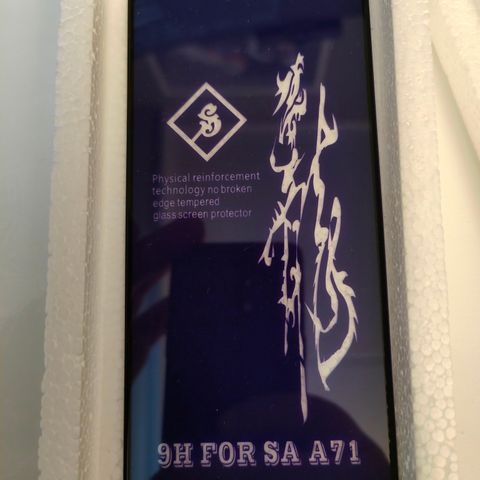 S
Physical reinforcement
technology no broken
edge tempered
glass screen protector
9H FOR SA A71